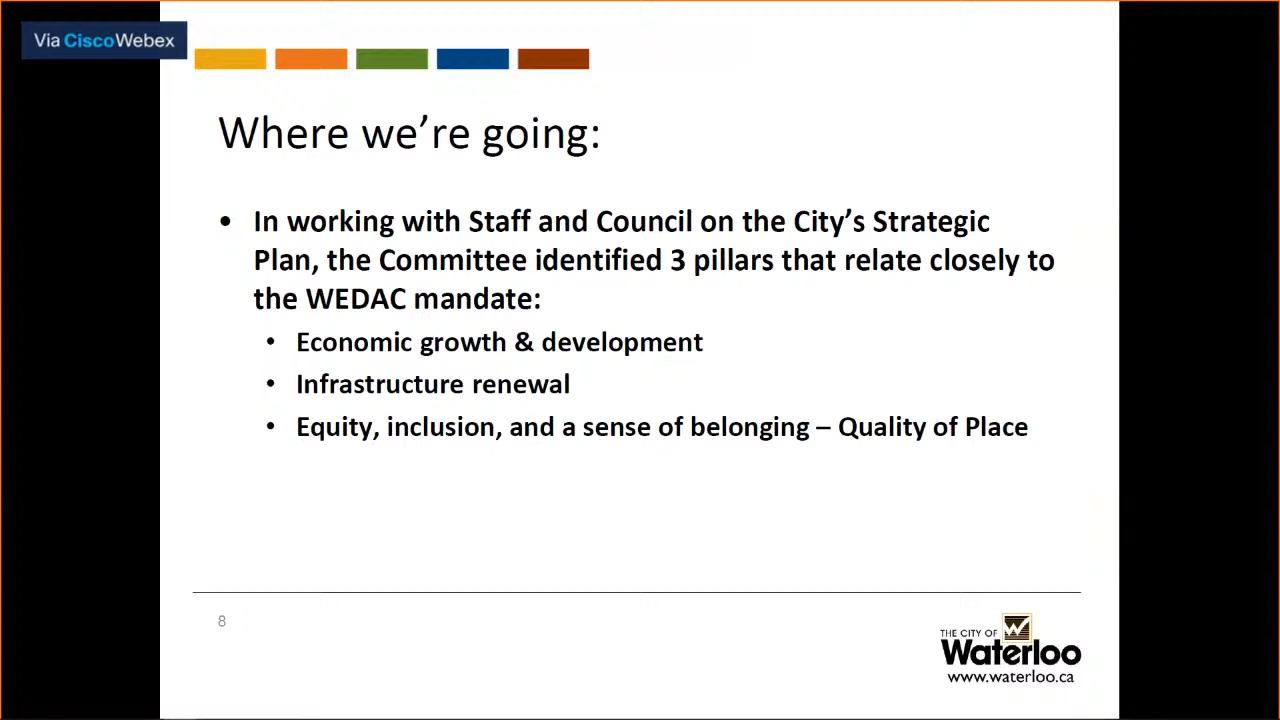 Via CiscoWebex
Where we’re going:
• In working with Staff and Council on the City’s Strategic
Plan, the Committee identified 3 pillars that relate closely to
the WEDAC mandate:
• Economic growth & development
• Infrastructure renewal
• Equity, inclusion, and a sense of belonging – Quality of Place
8
THE CITY OF
Waterloo
www.waterloo.ca